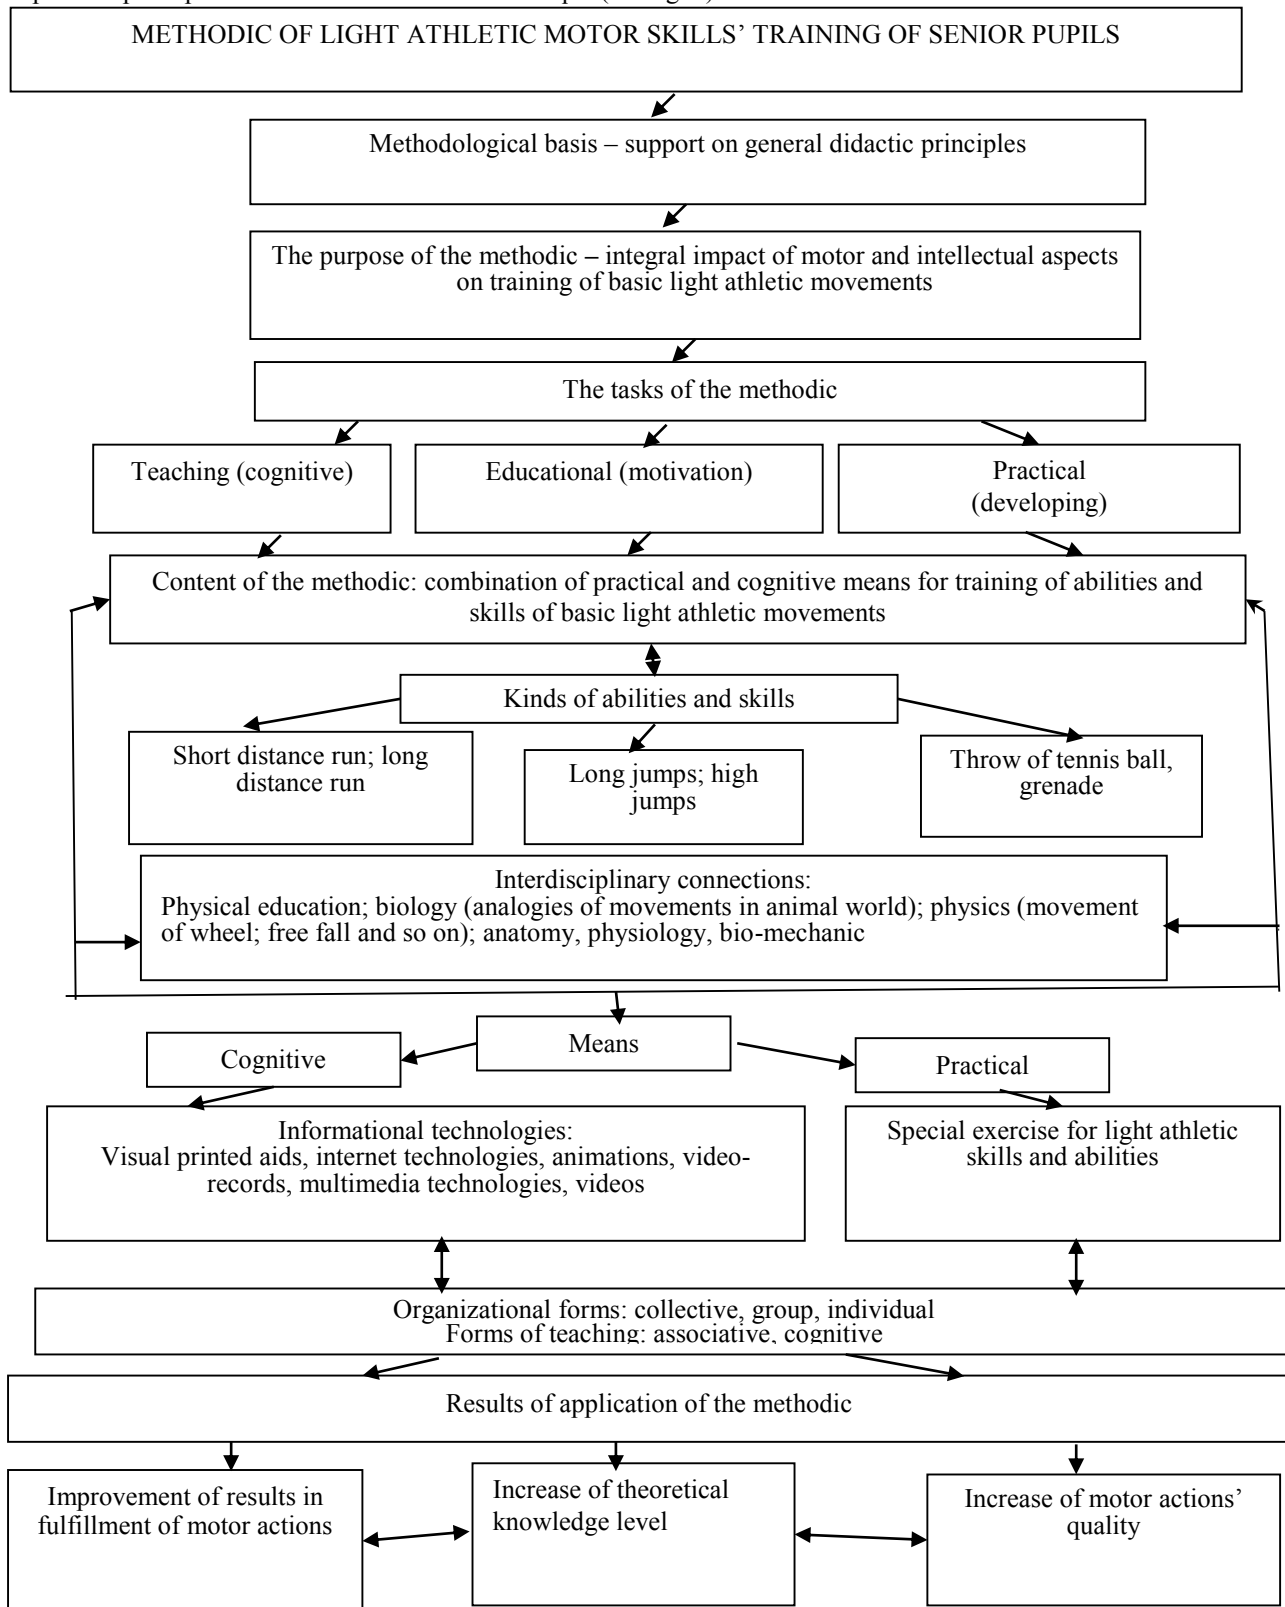 METHODIC OF LIGHT ATHLETIC MOTOR SKILLS’ TRAINING OF SENIOR PUPILS
Methodological basis – support on general didactic principles
The purpose of the methodic – integral impact of motor and intellectual aspects
on training of basic light athletic movements
The tasks of the methodic
Teaching (cognitive)
Educational (motivation)
Practical
(developing)
Content of the methodic: combination of practical and cognitive means for training of abilities and
skills of basic light athletic movements
Kinds of abilities and skills
Short distance run; long
distance run
Long jumps; high
jumps
Throw of tennis ball,
grenade
Interdisciplinary connections:
Physical education; biology (analogies of movements in animal world); physics (movement
of wheel; free fall and so on); anatomy, physiology, bio-mechanic
Means
Cognitive
Practical
Informational technologies:
Visual printed aids, internet technologies, animations, video-
records, multimedia technologies, videos
Special exercise for light athletic
skills and abilities
Organizational forms: collective, group, individual
Forms of teaching: associative, cognitive
Results of application of the methodic
Improvement of results in
fulfillment of motor actions
Increase of theoretical
knowledge level
Increase of motor actions’
quality